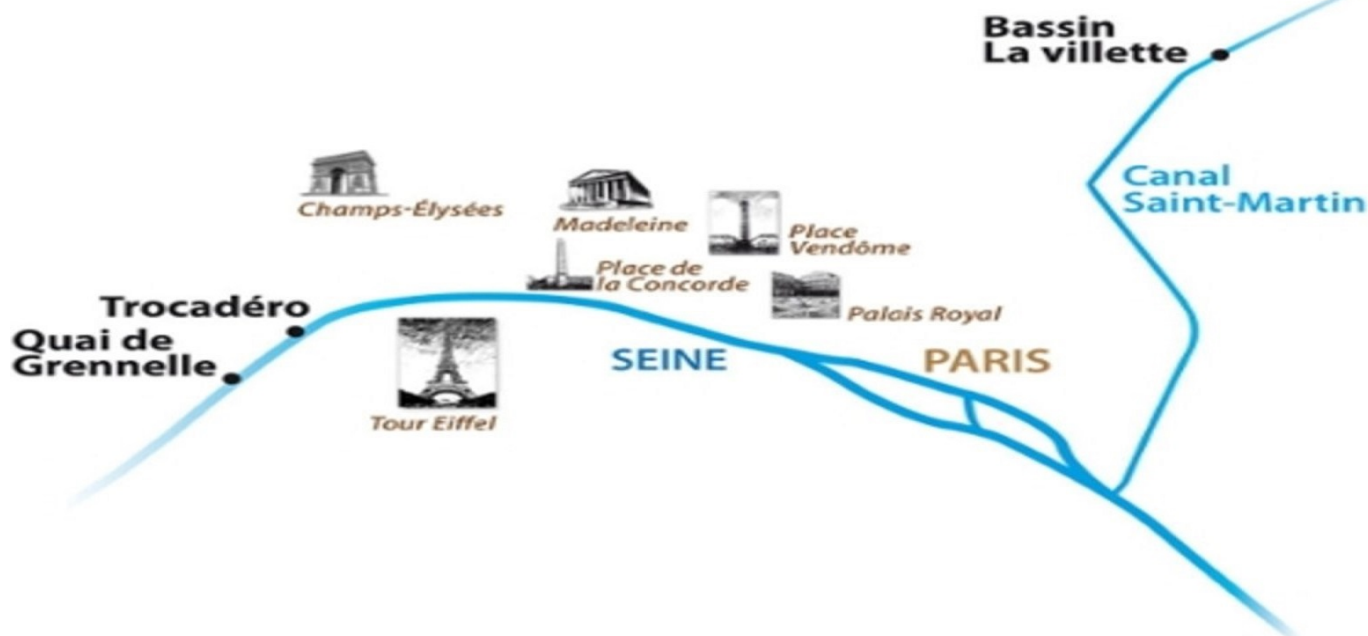 Bassin
La villette
Canal
Saint-Martin
Champs-Élysées
Madeleine
Place
Vendôme
Place de
la Concorde
Trocadéro
Palais Royal
Quai de
Grennelle
SEINE
PARIS
Tour Eiffel